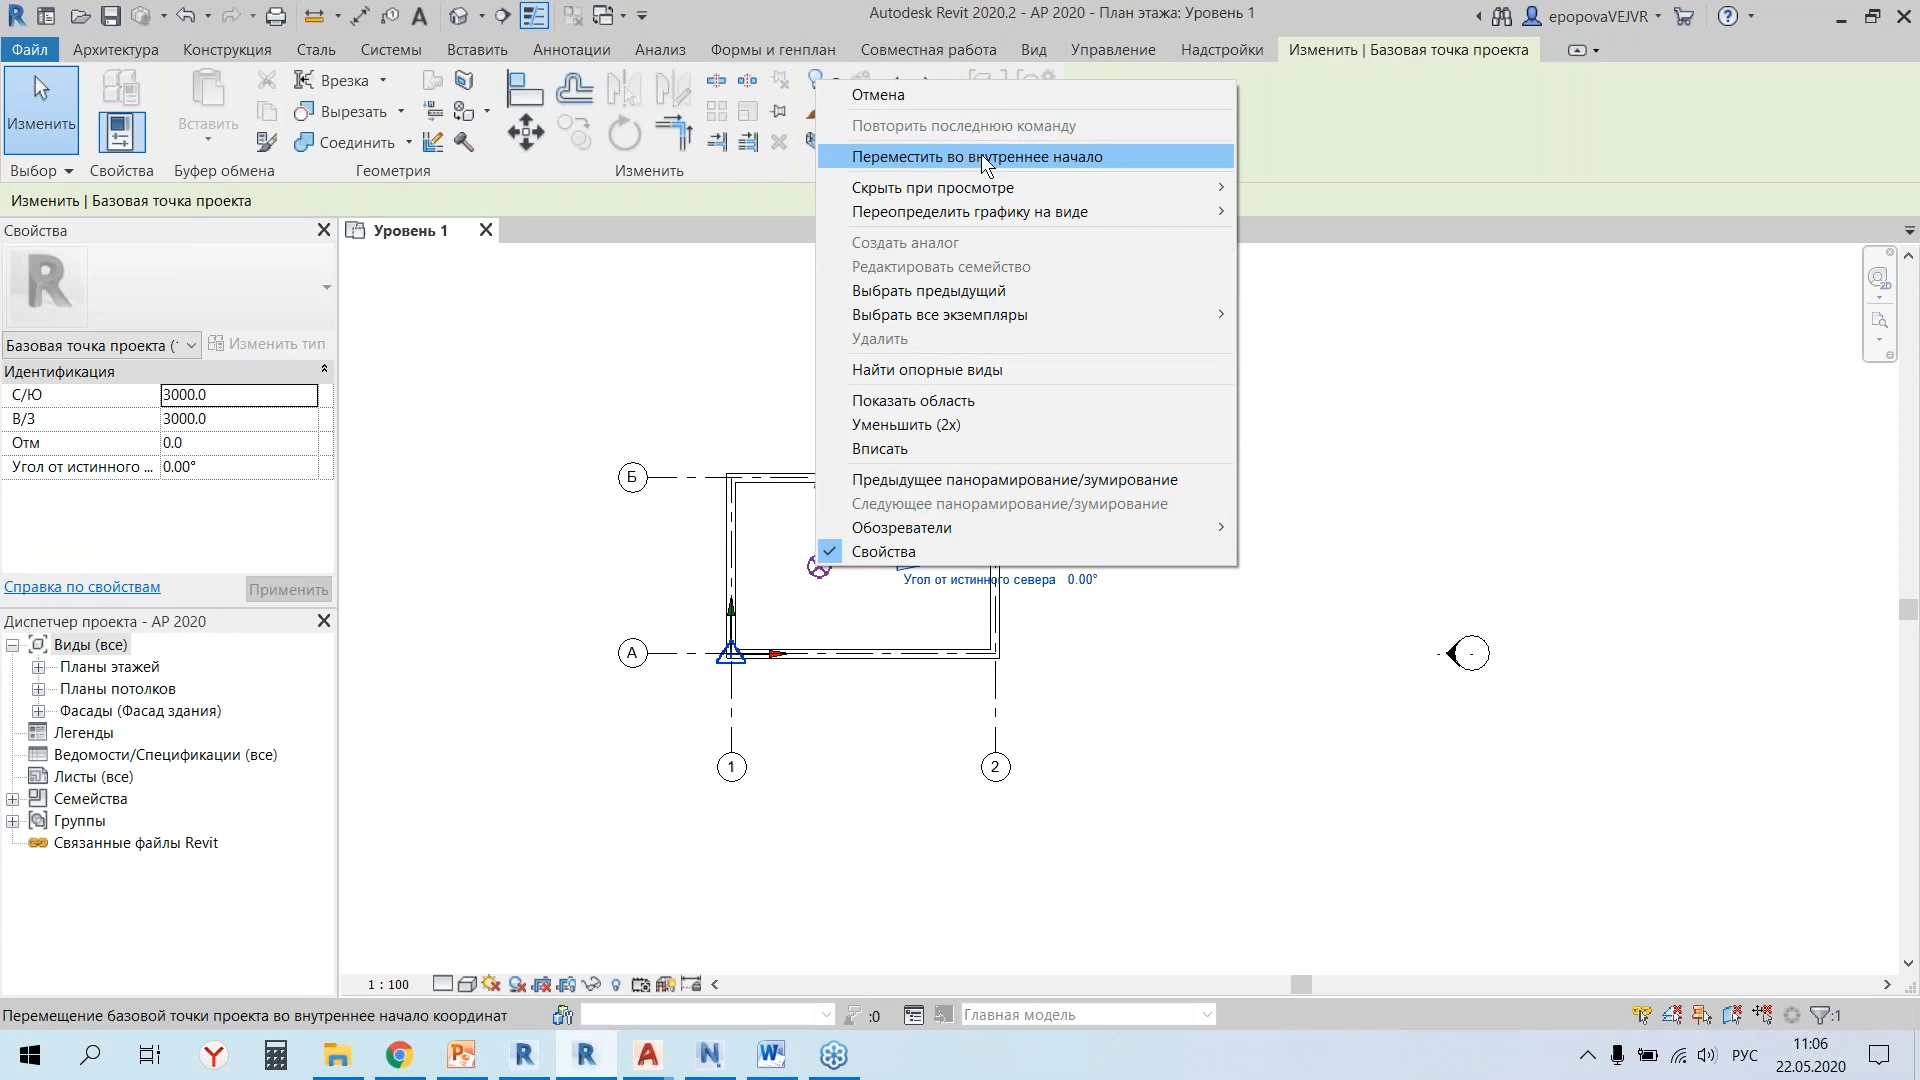 Autodesk Revit 2020.2 - АР 2020 - План этажа: Уровень 1
epopovaVEJVR
Файл
Архитектура
Конструкция
Сталь
Системы
Вставить
Аннотации
Анализ
Формы и генплан
Совместная работа
Вид
Управление
Надстройки
Изменить | Базовая точка проекта
Изменить
Вставить
Врезка
Вырезать
Соединить
Выбор
Свойства
Буфер обмена
Геометрия
Изменить
Изменить | Базовая точка проекта
Отмена
Повторить последнюю команду
Переместить во внутреннее начало
Скрыть при просмотре
Переопределить графику на виде
Создать аналог
Редактировать семейство
Выбрать предыдущий
Выбрать все экземпляры
Удалить
Найти опорные виды
Показать область
Уменьшить (2x)
Вписать
Предыдущее панорамирование/зумирование
Следующее панорамирование/зумирование
Обозреватели
Свойства
Свойства
Уровень 1
R
Базовая точка проекта (
Изменить тип
Идентификация
С/Ю 3000.0
В/З 3000.0
Отм 0.0
Угол от истинного ... 0.00°
Справка по свойствам
Применить
Диспетчер проекта - АР 2020
Виды (все)
Планы этажей
Планы потолков
Фасады (Фасад здания)
Легенды
Ведомости/Спецификации (все)
Листы (все)
Семейства
Группы
Связанные файлы Revit
Б
Угол от истинного севера 0.00°
А
1
2
2D
1 : 100
Перемещение базовой точки проекта во внутреннее начало координат
:0
Главная модель
:1
РУС
11:06
22.05.2020